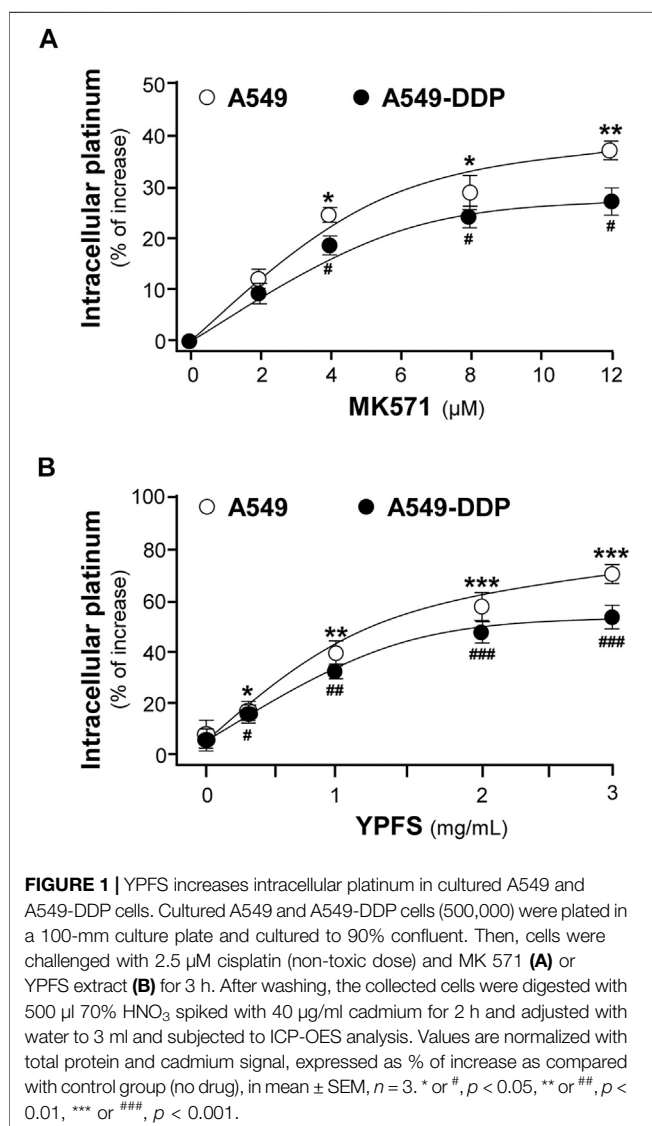 A
50
40
30
20
10
0
Intracellular platinum
(% of increase)
○ A549 ● A549-DDP
* * **
# # #
0 2 4 6 8 10 12
MK571 (µM)
B
100
80
60
40
20
0
Intracellular platinum
(% of increase)
○ A549 ● A549-DDP
* ** *** ***
# ## ### ###
0 1 2 3
YPFS (mg/mL)
FIGURE 1 | YPFS increases intracellular platinum in cultured A549 and
A549-DDP cells. Cultured A549 and A549-DDP cells (500,000) were plated in
a 100-mm culture plate and cultured to 90% confluent. Then, cells were
challenged with 2.5 µM cisplatin (non-toxic dose) and MK 571 (A) or
YPFS extract (B) for 3 h. After washing, the collected cells were digested with
500 µl 70% HNO₃ spiked with 40 µg/ml cadmium for 2 h and adjusted with
water to 3 ml and subjected to ICP-OES analysis. Values are normalized with
total protein and cadmium signal, expressed as % of increase as compared
with control group (no drug), in mean ± SEM, n = 3. * or #, p < 0.05, ** or ##, p <
0.01, *** or ###, p < 0.001.